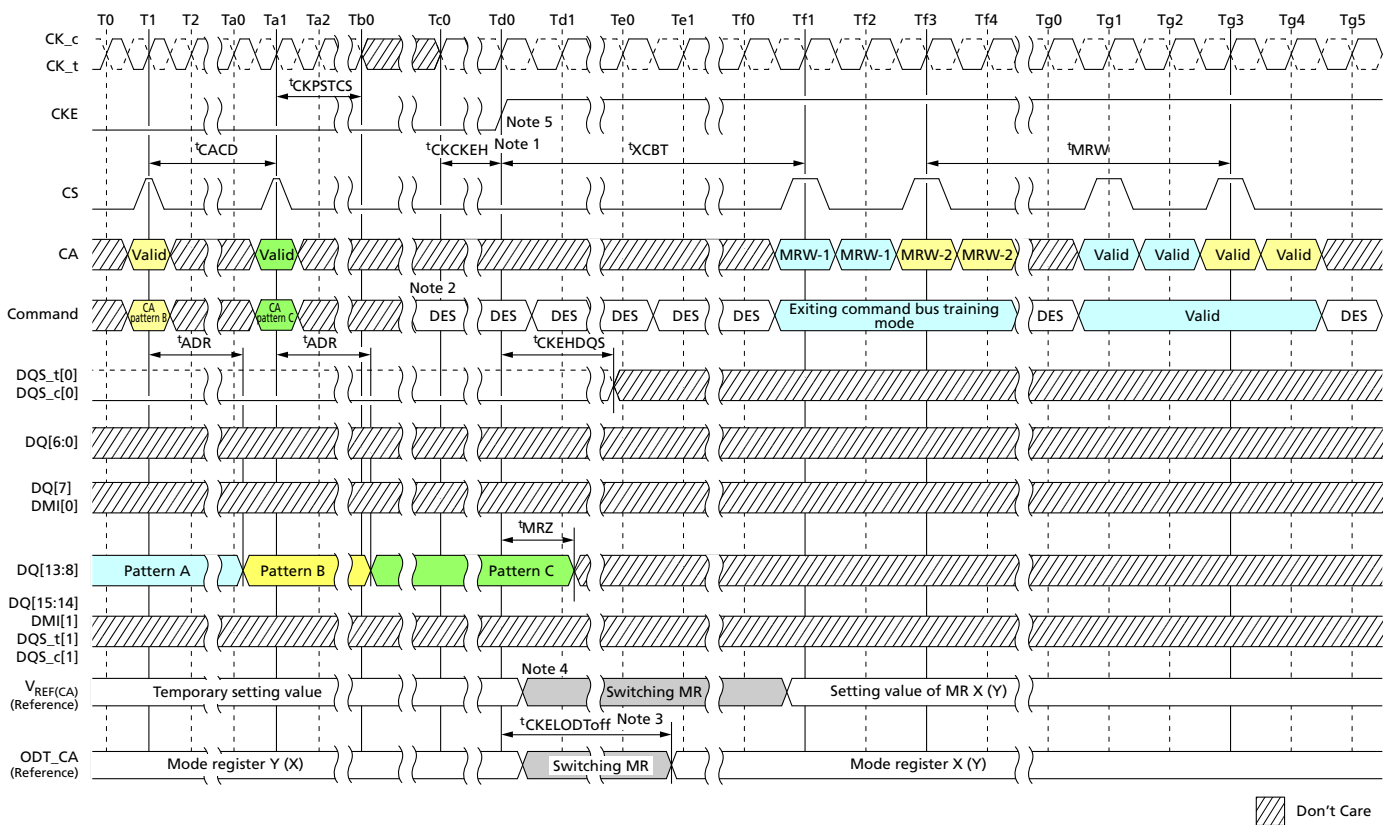 T0 T1 T2 Ta0 Ta1 Ta2 Tb0 Tc0 Td0 Td1 Te0 Te1 Tf0 Tf1 Tf2 Tf3 Tf4 Tg0 Tg1 Tg2 Tg3 Tg4 Tg5
CK_c
CK_t
tCKPSTCS
CKE
Note 5
tCACD tCKCKEH Note 1 tXCBT tMRW
CS
CA Valid Valid MRW-1 MRW-1 MRW-2 MRW-2 Valid Valid Valid Valid
Note 2
Command CA pattern B CA pattern C DES DES DES DES DES DES Exiting command bus training mode DES Valid DES
tADR tADR tCKEHDQS
DQS_t[0]
DQS_c[0]
DQ[6:0]
DQ[7]
DMI[0]
tMRZ
DQ[13:8] Pattern A Pattern B Pattern C
DQ[15:14]
DMI[1]
DQS_t[1]
DQS_c[1]
Note 4
VREF(CA)
(Reference)
Temporary setting value Switching MR Setting value of MR X (Y)
tCKELODToff Note 3
ODT_CA
(Reference)
Mode register Y (X) Switching MR Mode register X (Y)
Don't Care